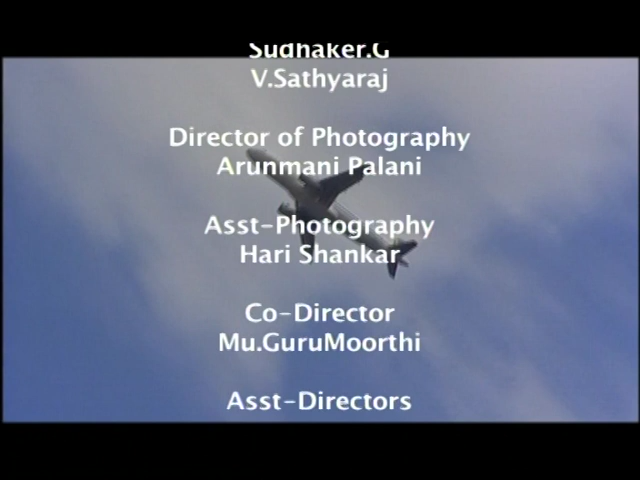 Sudhaker.G
V.Sathyaraj
Director of Photography
Arunmani Palani
Asst-Photography
Hari Shankar
Co-Director
Mu.GuruMoorthi
Asst-Directors